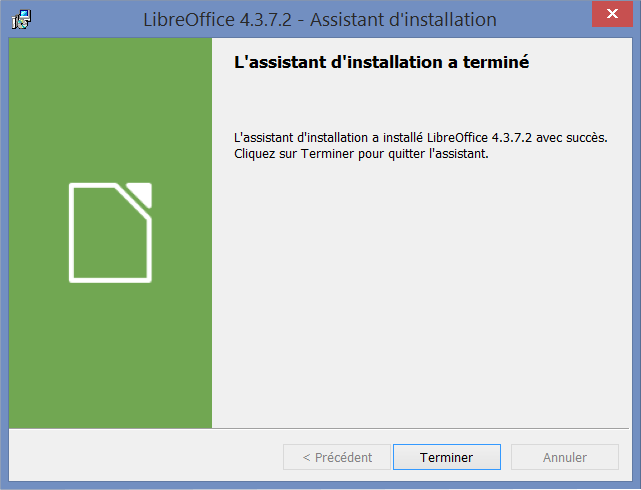 LibreOffice 4.3.7.2 - Assistant d'installation
L'assistant d'installation a terminé
L'assistant d'installation a installé LibreOffice 4.3.7.2 avec succès.
Cliquez sur Terminer pour quitter l'assistant.
< Précédent
Terminer
Annuler